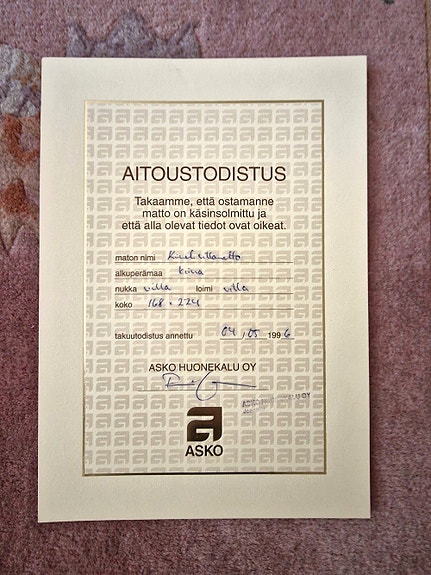 AITOUSTODISTUS
Takaamme, että ostamanne
matto on käsinsolmittu ja
että alla olevat tiedot ovat oikeat.
maton nimi
alkuperämaa Kiina
nukka villa loimi villa
koko 168 x 224
takuutodistus annettu 04, 05 1996
ASKO HUONEKALU OY
a
ASKO